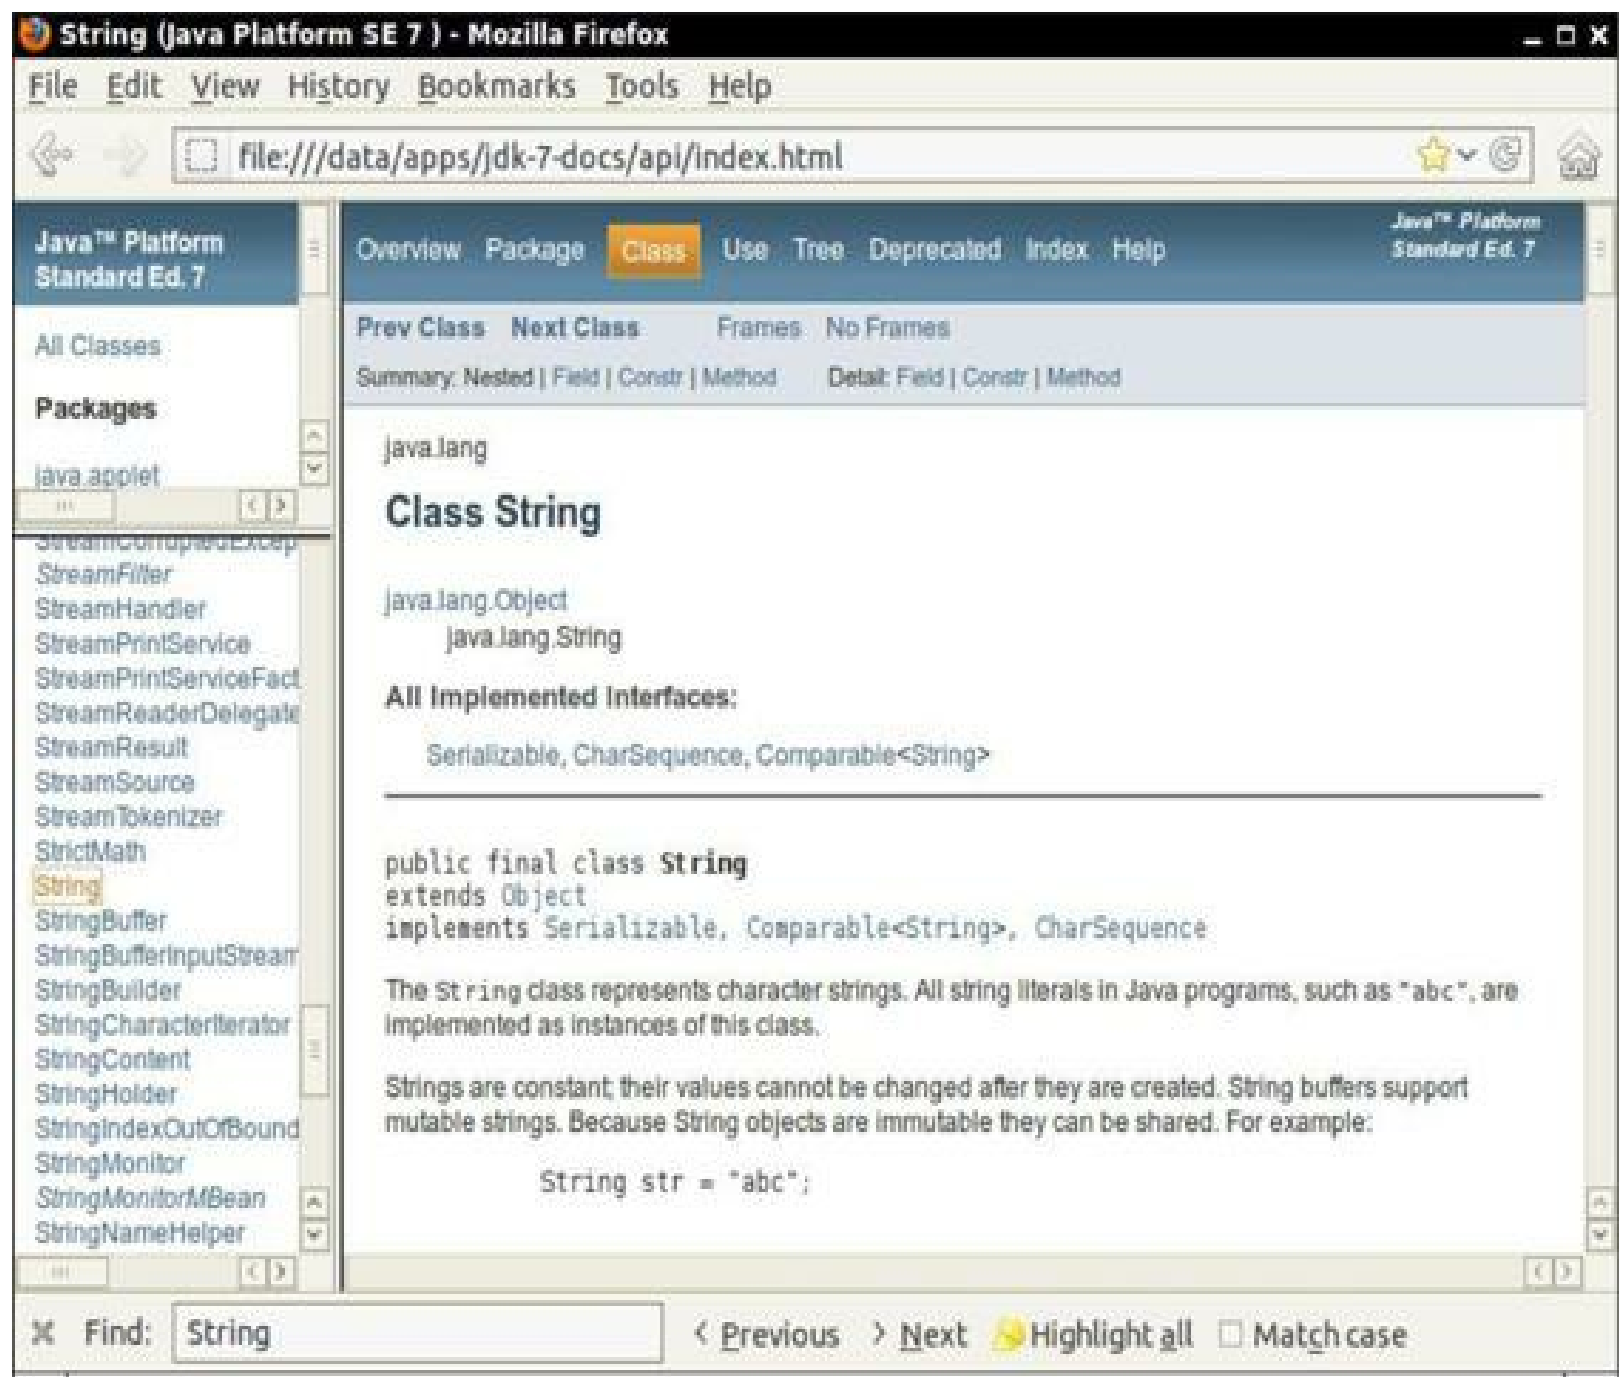 String (Java Platform SE 7 ) - Mozilla Firefox
File Edit View History Bookmarks Tools Help
file:///data/apps/jdk-7-docs/api/index.html
Java™ Platform
Standard Ed. 7
All Classes
Packages
java.applet
StreamCorruptedExcep
StreamFilter
StreamHandler
StreamPrintService
StreamPrintServiceFact
StreamReaderDelegate
StreamResult
StreamSource
StreamTokenizer
StrictMath
String
StringBuffer
StringBufferInputStream
StringBuilder
StringCharacterIterator
StringContent
StringHolder
StringIndexOutOfBound
StringMonitor
StringMonitorMBean
StringNameHelper
Overview Package Class Use Tree Deprecated Index Help
Java™ Platform
Standard Ed. 7
Prev Class Next Class Frames No Frames
Summary: Nested | Field | Constr | Method Detail: Field | Constr | Method
java.lang
Class String
java.lang.Object
java.lang.String
All Implemented Interfaces:
Serializable, CharSequence, Comparable<String>
public final class String
extends Object
implements Serializable, Comparable<String>, CharSequence
The String class represents character strings. All string literals in Java programs, such as "abc", are
implemented as instances of this class.
Strings are constant; their values cannot be changed after they are created. String buffers support
mutable strings. Because String objects are immutable they can be shared. For example:
String str = "abc";
Find: String Previous Next Highlight all Match case